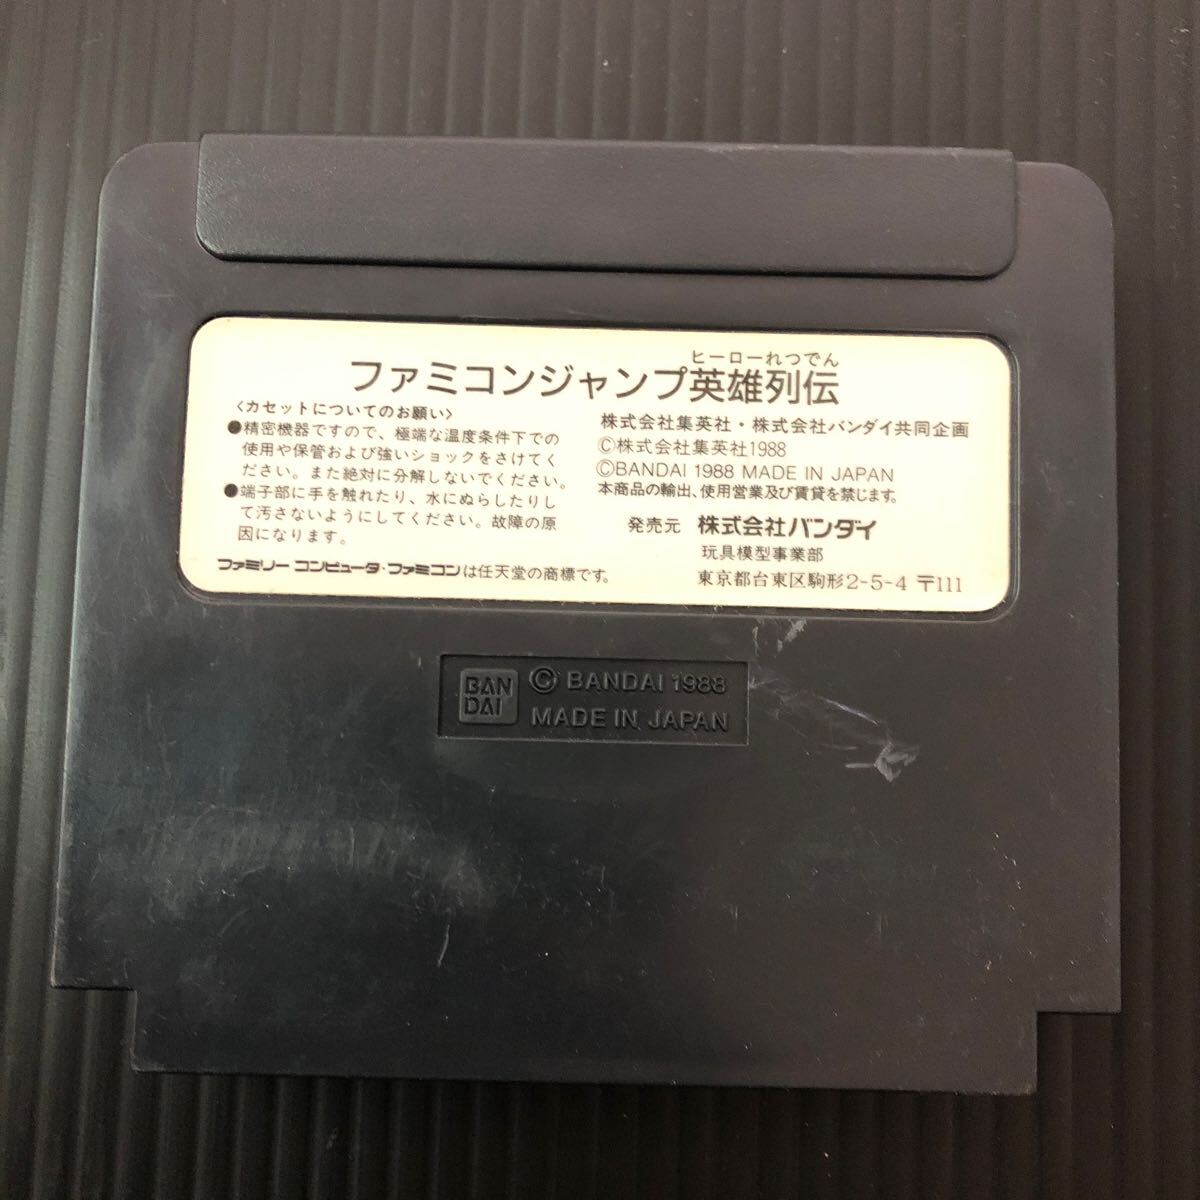 ヒーローれつでん
ファミコンジャンプ英雄列伝
〈カセットについてのお願い〉
●精密機器ですので、極端な温度条件下での
使用や保管および強いショックをさけてく
ださい。また絶対に分解しないでください。
●端子部に手を触れたり、水にぬらしたりし
て汚さないようにしてください。故障の原
因になります。
ファミリーコンピュータ・ファミコンは任天堂の商標です。
株式会社集英社・株式会社バンダイ共同企画
©株式会社集英社1988
©BANDAI 1988 MADE IN JAPAN
本商品の輸出、使用営業及び賃貸を禁じます。
発売元 株式会社バンダイ
玩具模型事業部
東京都台東区駒形2-5-4 〒111
BAN
DAI
© BANDAI 1988
MADE IN JAPAN